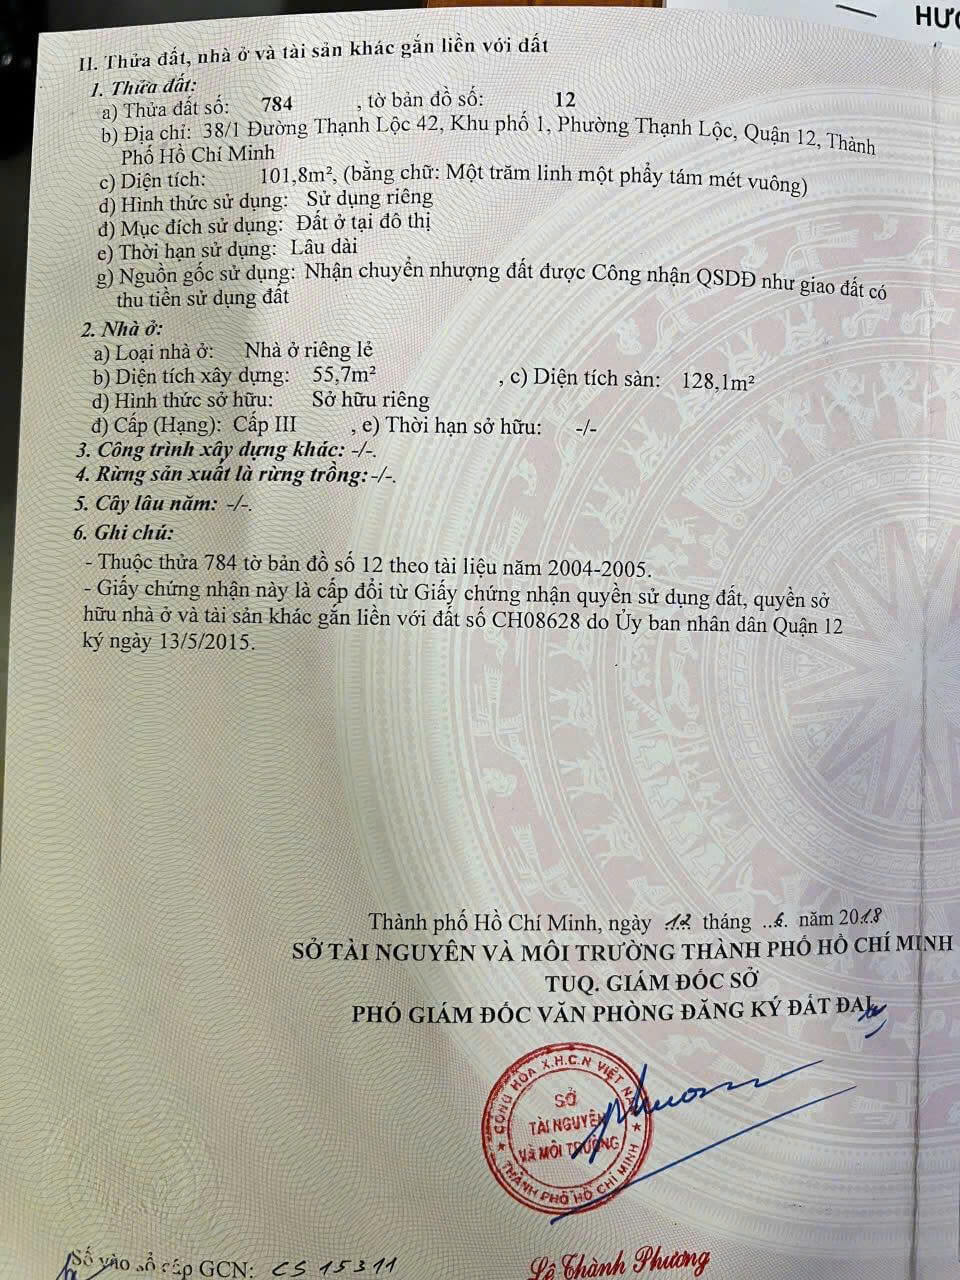 HƯỚ
II. Thửa đất, nhà ở và tài sản khác gắn liền với đất
1. Thửa đất:
a) Thửa đất số: 784 , tờ bản đồ số: 12
b) Địa chỉ: 38/1 Đường Thạnh Lộc 42, Khu phố 1, Phường Thạnh Lộc, Quận 12, Thành
Phố Hồ Chí Minh
c) Diện tích: 101,8m², (bằng chữ: Một trăm linh một phẩy tám mét vuông)
d) Hình thức sử dụng: Sử dụng riêng
đ) Mục đích sử dụng: Đất ở tại đô thị
e) Thời hạn sử dụng: Lâu dài
g) Nguồn gốc sử dụng: Nhận chuyển nhượng đất được Công nhận QSDĐ như giao đất có
thu tiền sử dụng đất
2. Nhà ở:
a) Loại nhà ở: Nhà ở riêng lẻ
b) Diện tích xây dựng: 55,7m² , c) Diện tích sàn: 128,1m²
d) Hình thức sở hữu: Sở hữu riêng
đ) Cấp (Hạng): Cấp III , e) Thời hạn sở hữu: -/-
3. Công trình xây dựng khác: -/-.
4. Rừng sản xuất là rừng trồng: -/-.
5. Cây lâu năm: -/-.
6. Ghi chú:
- Thuộc thửa 784 tờ bản đồ số 12 theo tài liệu năm 2004-2005.
- Giấy chứng nhận này là cấp đổi từ Giấy chứng nhận quyền sử dụng đất, quyền sở
hữu nhà ở và tài sản khác gắn liền với đất số CH08628 do Ủy ban nhân dân Quận 12
ký ngày 13/5/2015.
Thành phố Hồ Chí Minh, ngày 12 tháng ..6. năm 2018
SỞ TÀI NGUYÊN VÀ MÔI TRƯỜNG THÀNH PHỐ HỒ CHÍ MINH
TUQ. GIÁM ĐỐC SỞ
PHÓ GIÁM ĐỐC VĂN PHÒNG ĐĂNG KÝ ĐẤT ĐAI
CỘNG HÒA X.H.C.N VIỆT NAM
SỞ
TÀI NGUYÊN
VÀ MÔI TRƯỜNG
★ THÀNH PHỐ HỒ CHÍ MINH ★
Số vào sổ cấp GCN: CS 15311
Lê Thành Phương